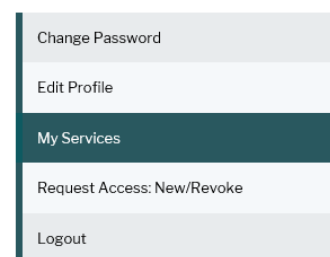 Change Password
Edit Profile
My Services
Request Access: New/Revoke
Logout